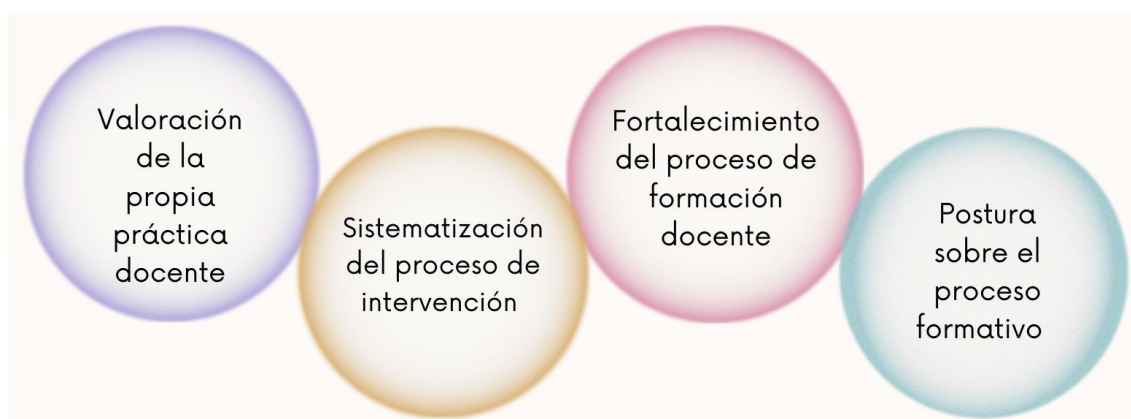 Valoración
de la
propia
práctica
docente
Sistematización
del proceso de
intervención
Fortalecimiento
del proceso de
formación
docente
Postura
sobre el
proceso
formativo